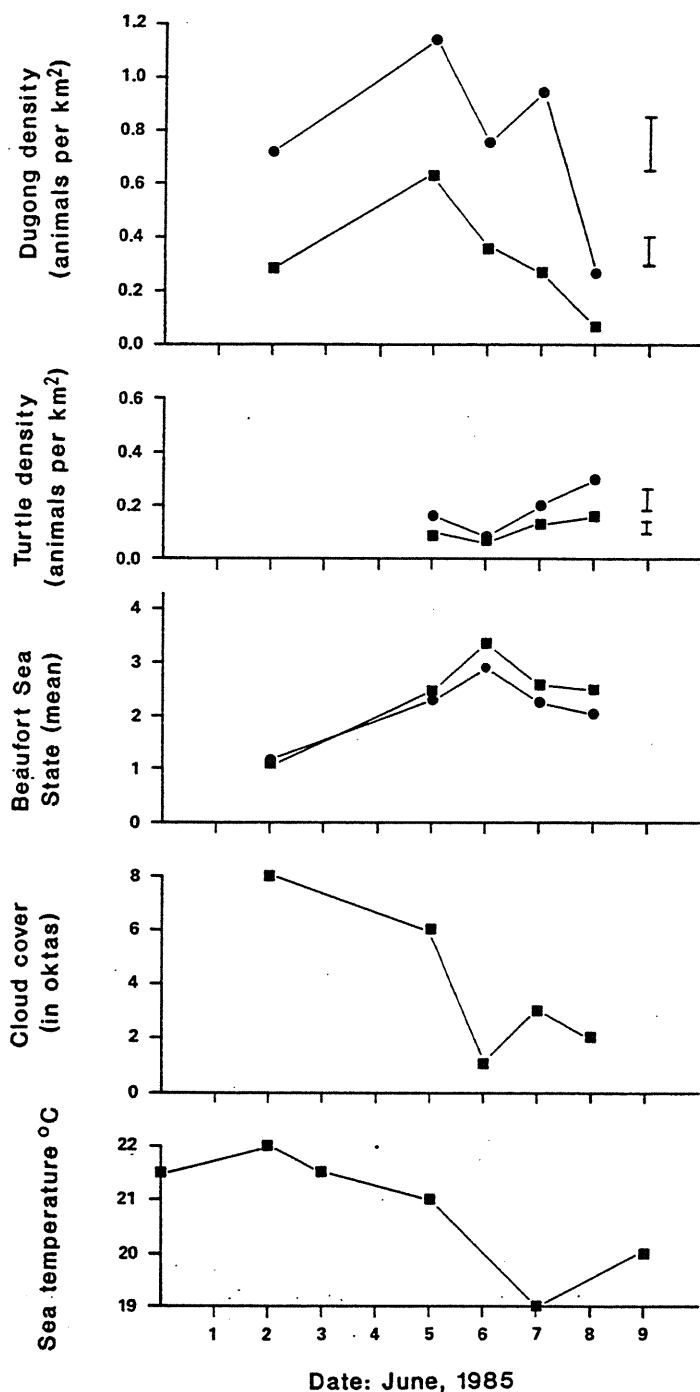 Dugong density
(animals per km²)
1.2
1.0
0.8
0.6
0.4
0.2
0.0
Turtle density
(animals per km²)
0.6
0.4
0.2
0.0
Beaufort Sea
State (mean)
4
3
2
1
0
Cloud cover
(in oktas)
8
6
4
2
0
Sea temperature °C
22
21
20
19
1 2 3 4 5 6 7 8 9
Date: June, 1985